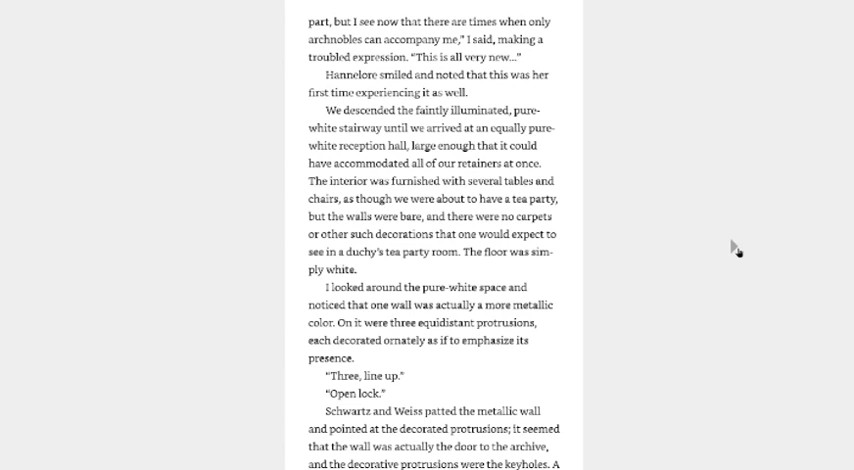 part, but I see now that there are times when only
archnobles can accompany me,” I said, making a
troubled expression. “This is all very new...”
Hannelore smiled and noted that this was her
first time experiencing it as well.
We descended the faintly illuminated, pure-
white stairway until we arrived at an equally pure-
white reception hall, large enough that it could
have accommodated all of our retainers at once.
The interior was furnished with several tables and
chairs, as though we were about to have a tea party,
but the walls were bare, and there were no carpets
or other such decorations that one would expect to
see in a duchy’s tea party room. The floor was sim-
ply white.
I looked around the pure-white space and
noticed that one wall was actually a more metallic
color. On it were three equidistant protrusions,
each decorated ornately as if to emphasize its
presence.
“Three, line up.”
“Open lock.”
Schwartz and Weiss patted the metallic wall
and pointed at the decorated protrusions; it seemed
that the wall was actually the door to the archive,
and the decorative protrusions were the keyholes. A